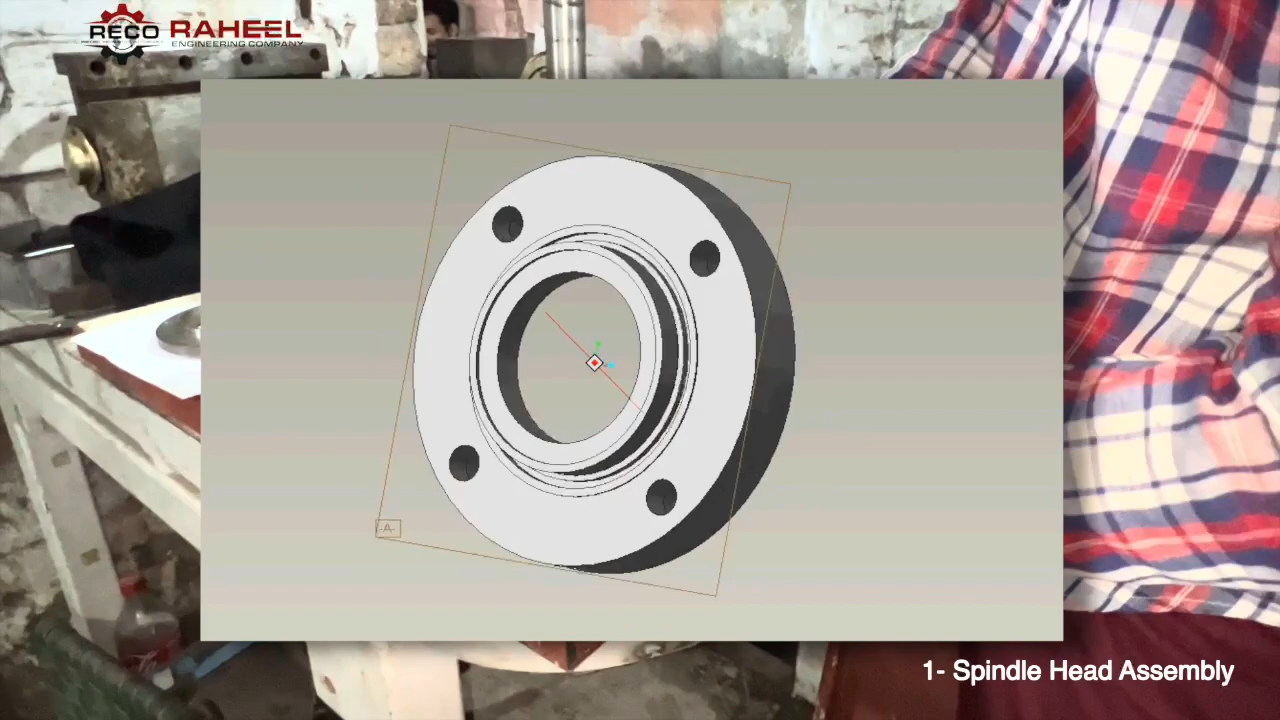 RECO RAHEEL
ENGINEERING COMPANY
-A-
1- Spindle Head Assembly